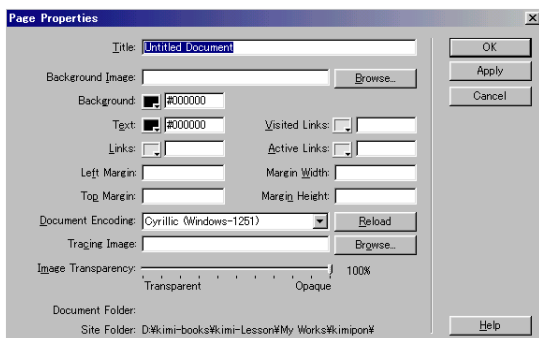 Page Properties
Title: Untitled Document
OK
Background Image: Browse...
Apply
Background: #000000
Cancel
Text: #000000 Visited Links:
Links: Active Links:
Left Margin: Margin Width:
Top Margin: Margin Height:
Document Encoding: Cyrillic (Windows-1251) Reload
Tracing Image: Browse...
Image Transparency: 100%
Transparent Opaque
Document Folder:
Site Folder: D:¥kimi-books¥kimi-Lesson¥My Works¥kimipon¥
Help